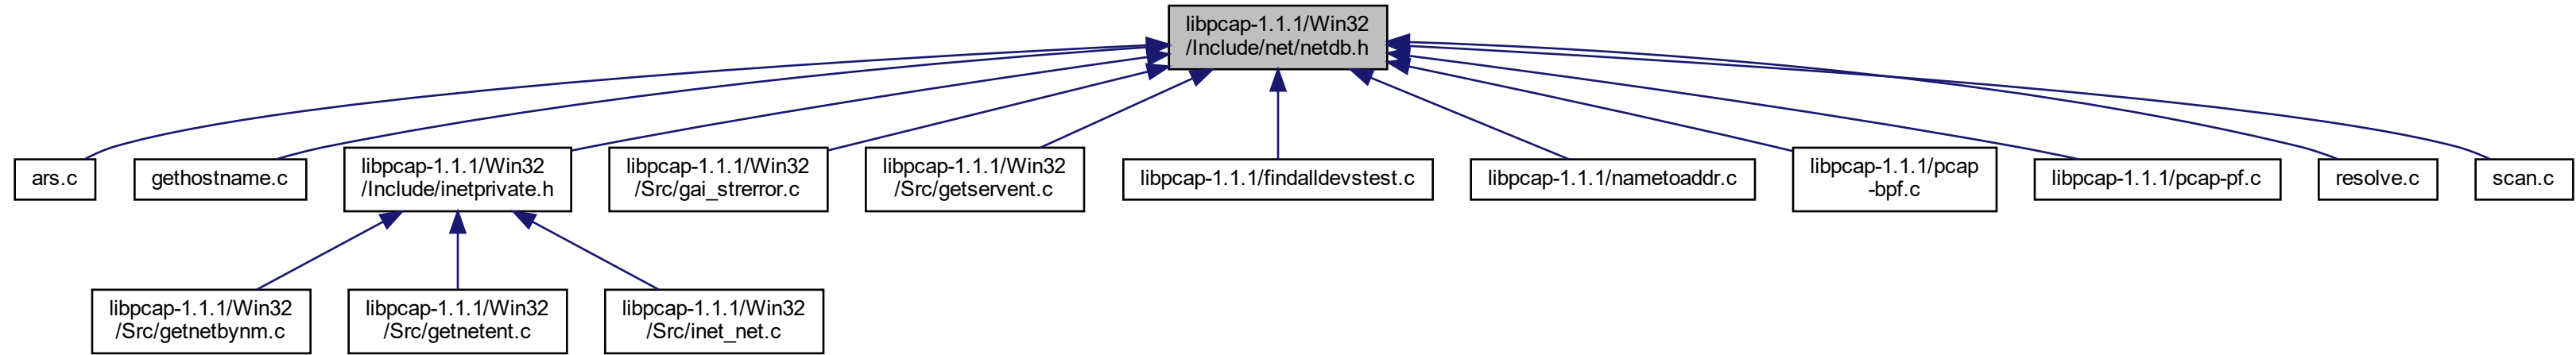 libpcap-1.1.1/Win32
/Include/net/netdb.h
ars.c
gethostname.c
libpcap-1.1.1/Win32
/Include/inetprivate.h
libpcap-1.1.1/Win32
/Src/gai_strerror.c
libpcap-1.1.1/Win32
/Src/getservent.c
libpcap-1.1.1/findalldevstest.c
libpcap-1.1.1/nametoaddr.c
libpcap-1.1.1/pcap
-bpf.c
libpcap-1.1.1/pcap-pf.c
resolve.c
scan.c
libpcap-1.1.1/Win32
/Src/getnetbynm.c
libpcap-1.1.1/Win32
/Src/getnetent.c
libpcap-1.1.1/Win32
/Src/inet_net.c